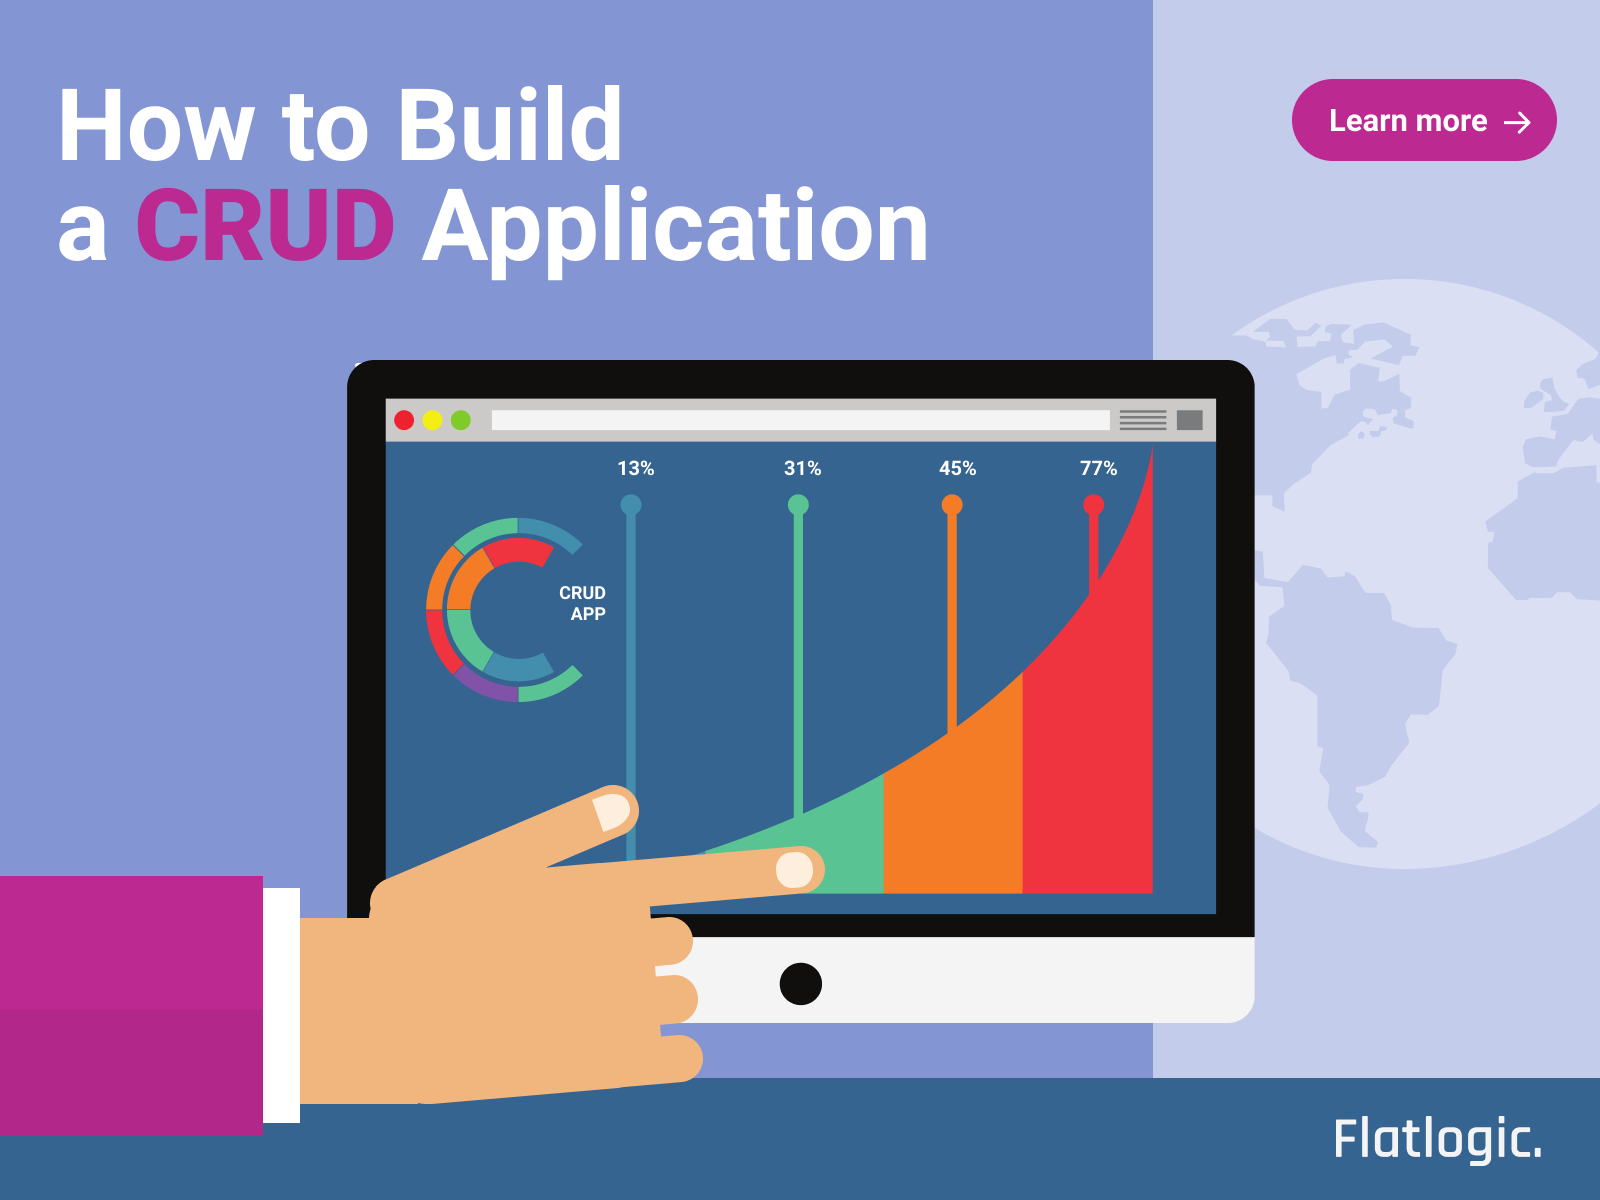 How to Build
a CRUD Application
Learn more →
13%
31%
45%
77%
CRUD
APP
Flatlogic.